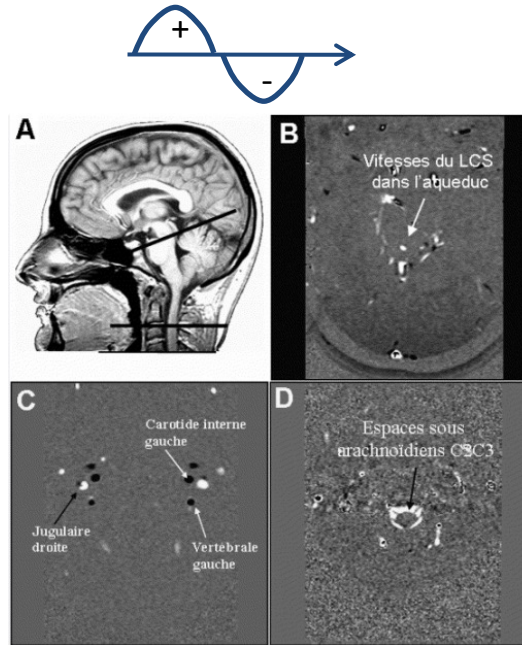 +
-
A
B
Vitesses du LCS
dans l'aqueduc
C
Carotide interne
gauche
Jugulaire
droite
Vertébrale
gauche
D
Espaces sous
arachnoïdiens C2C3